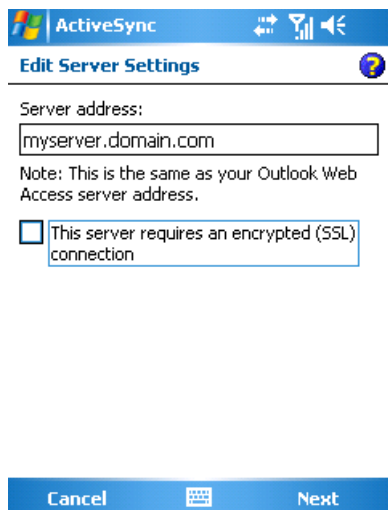 ActiveSync
Edit Server Settings
?
Server address:
myserver.domain.com
Note: This is the same as your Outlook Web
Access server address.
This server requires an encrypted (SSL)
connection
Cancel Next